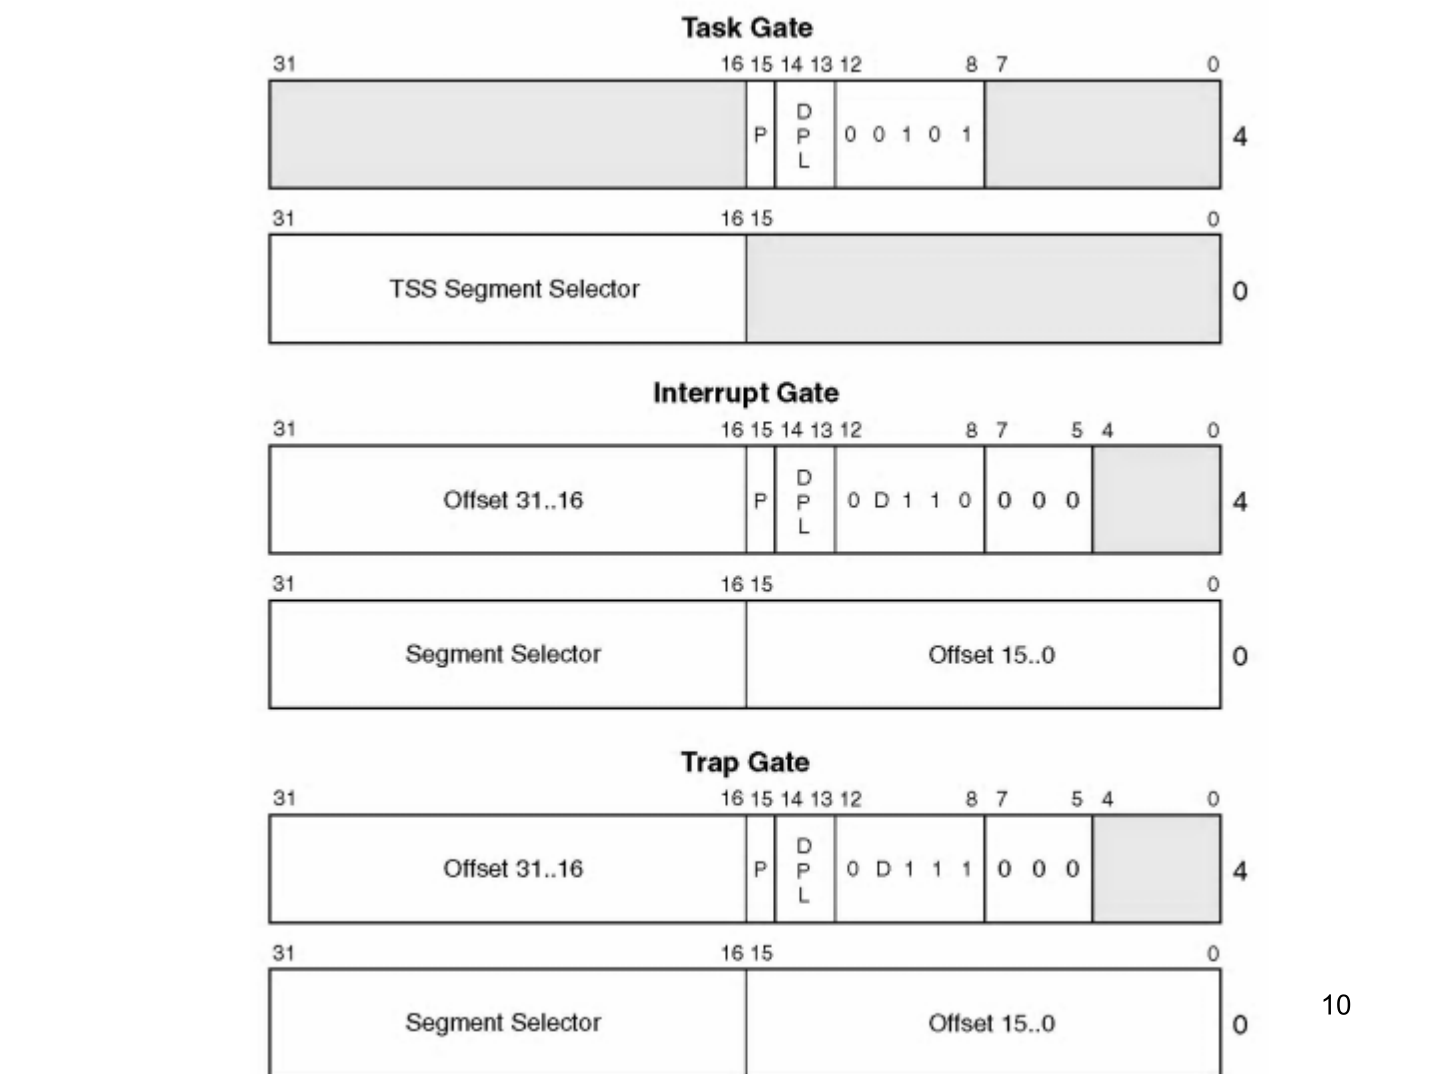 Task Gate
31 16 15 14 13 12 8 7 0
P D P L 0 0 1 0 1 4
31 16 15 0
TSS Segment Selector 0
Interrupt Gate
31 16 15 14 13 12 8 7 5 4 0
Offset 31..16 P D P L 0 D 1 1 0 0 0 0 4
31 16 15 0
Segment Selector Offset 15..0 0
Trap Gate
31 16 15 14 13 12 8 7 5 4 0
Offset 31..16 P D P L 0 D 1 1 1 0 0 0 4
31 16 15 0
Segment Selector Offset 15..0 0
10